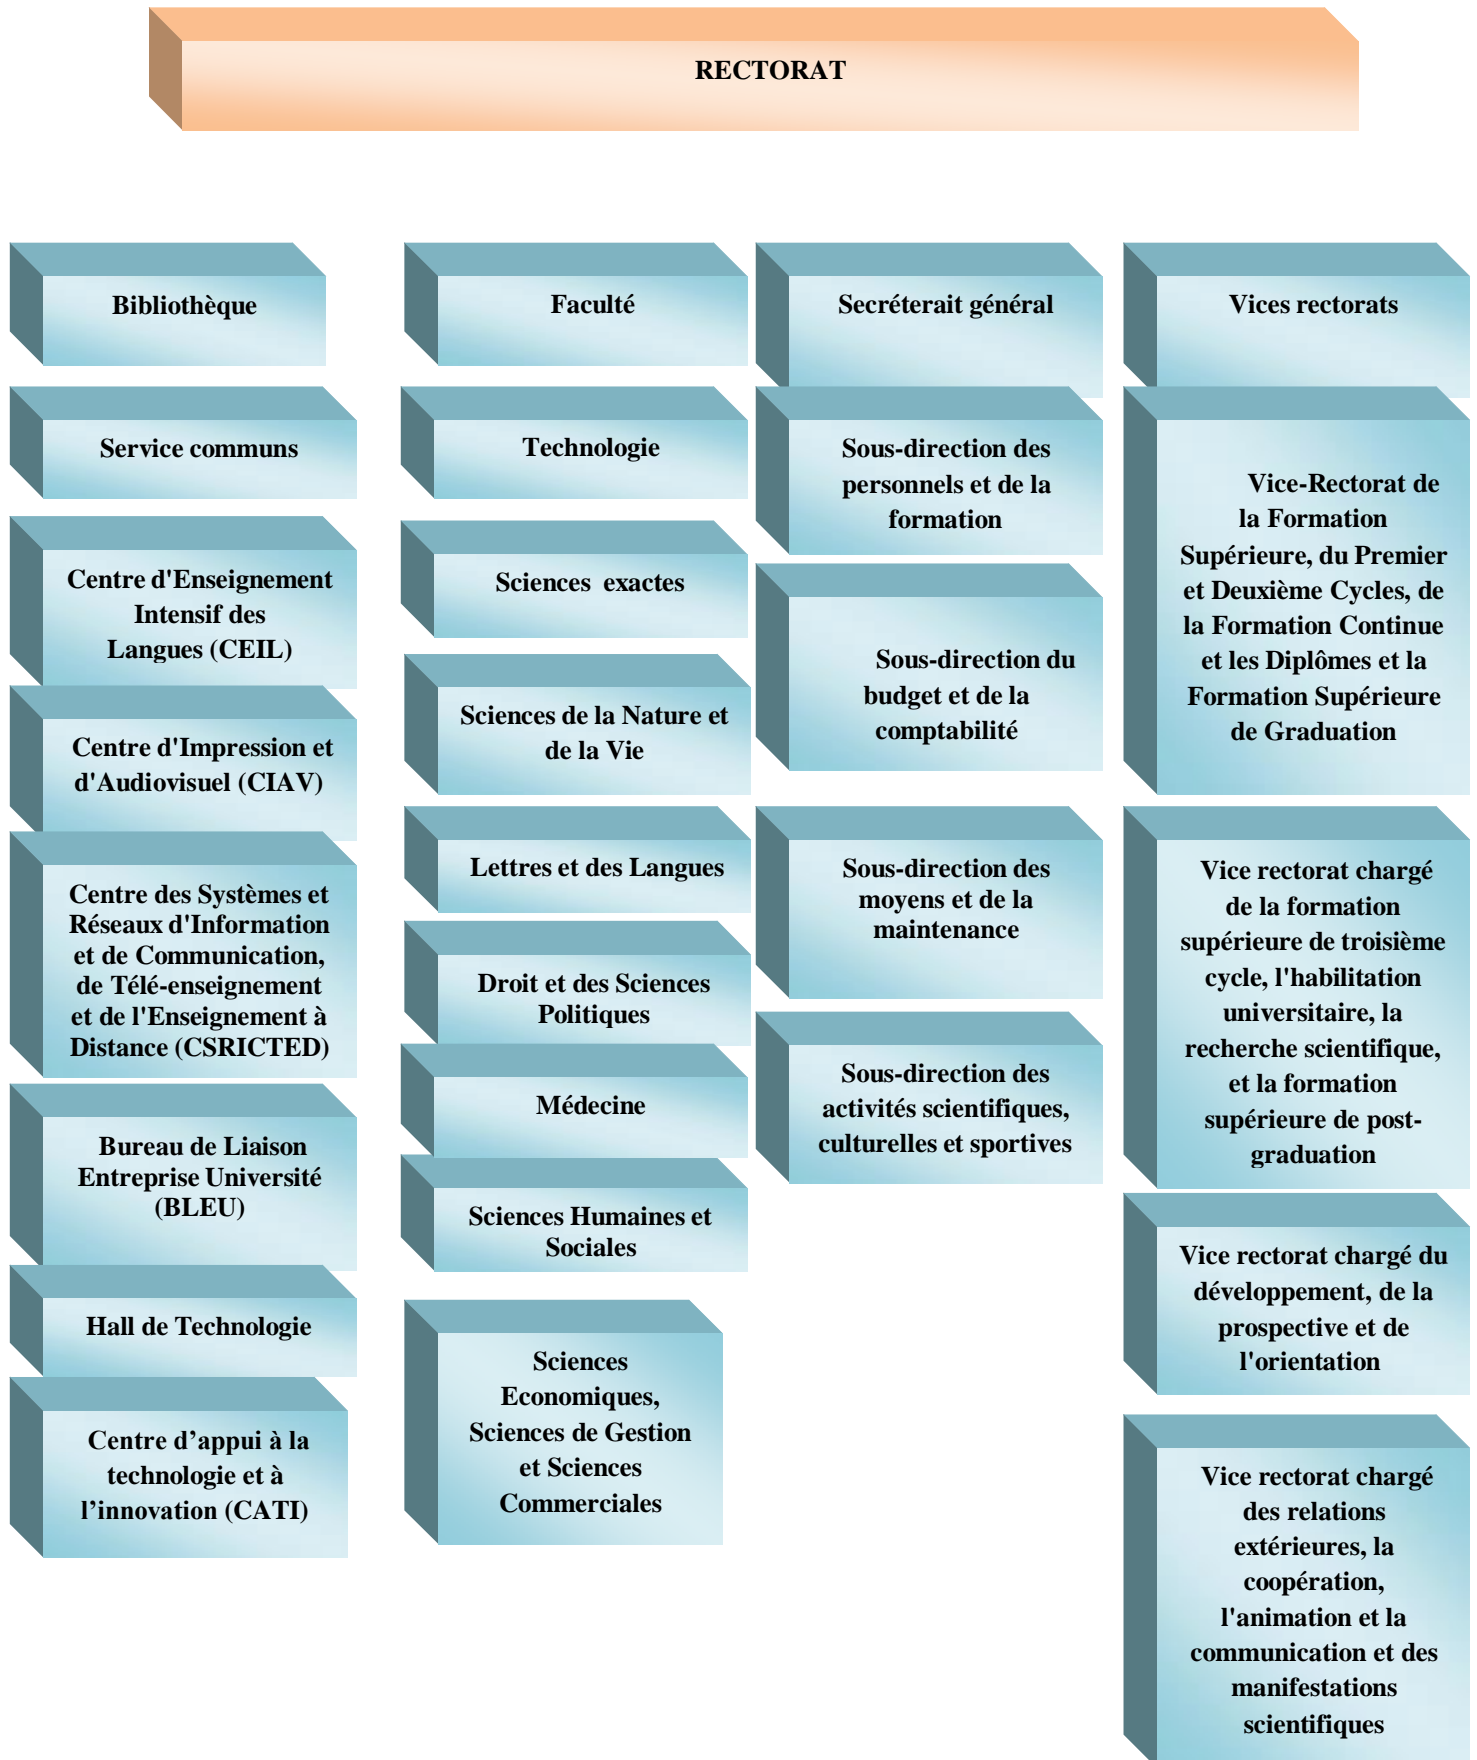 RECTORAT
Bibliothèque
Service communs
Centre d'Enseignement
Intensif des
Langues (CEIL)
Centre d'Impression et
d'Audiovisuel (CIAV)
Centre des Systèmes et
Réseaux d'Information
et de Communication,
de Télé-enseignement
et de l'Enseignement à
Distance (CSRICTED)
Bureau de Liaison
Entreprise Université
(BLEU)
Hall de Technologie
Centre d’appui à la
technologie et à
l’innovation (CATI)
Faculté
Technologie
Sciences  exactes
Sciences de la Nature et
de la Vie
Lettres et des Langues
Droit et des Sciences
Politiques
Médecine
Sciences Humaines et
Sociales
Sciences
Economiques,
Sciences de Gestion
et Sciences
Commerciales
Secréterait général
Sous-direction des
personnels et de la
formation
Sous-direction du
budget et de la
comptabilité
Sous-direction des
moyens et de la
maintenance
Sous-direction des
activités scientifiques,
culturelles et sportives
Vices rectorats
Vice-Rectorat de
la Formation
Supérieure, du Premier
et Deuxième Cycles, de
la Formation Continue
et les Diplômes et la
Formation Supérieure
de Graduation
Vice rectorat chargé
de la formation
supérieure de troisième
cycle, l'habilitation
universitaire, la
recherche scientifique,
et la formation
supérieure de post-
graduation
Vice rectorat chargé du
développement, de la
prospective et de
l'orientation
Vice rectorat chargé
des relations
extérieures, la
coopération,
l'animation et la
communication et des
manifestations
scientifiques